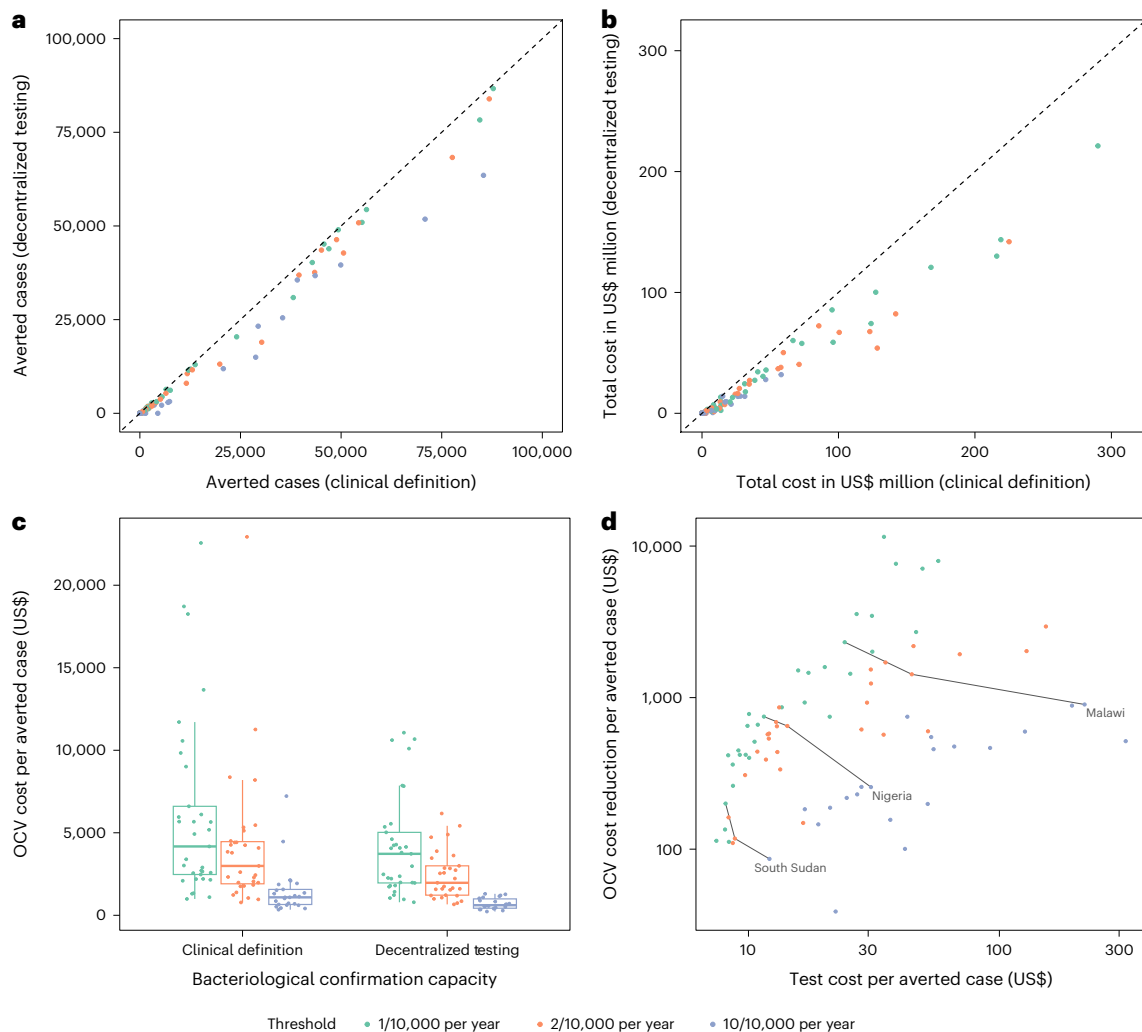 a
100,000
75,000
50,000
25,000
0
Averted cases (decentralized testing)
0
25,000
50,000
75,000
100,000
Averted cases (clinical definition)
b
300
200
100
0
Total cost in US$ million (decentralized testing)
0
100
200
300
Total cost in US$ million (clinical definition)
c
20,000
15,000
10,000
5,000
0
OCV cost per averted case (US$)
Clinical definition
Decentralized testing
Bacteriological confirmation capacity
d
10,000
1,000
100
OCV cost reduction per averted case (US$)
Malawi
Nigeria
South Sudan
10
30
100
300
Test cost per averted case (US$)
Threshold
1/10,000 per year
2/10,000 per year
10/10,000 per year